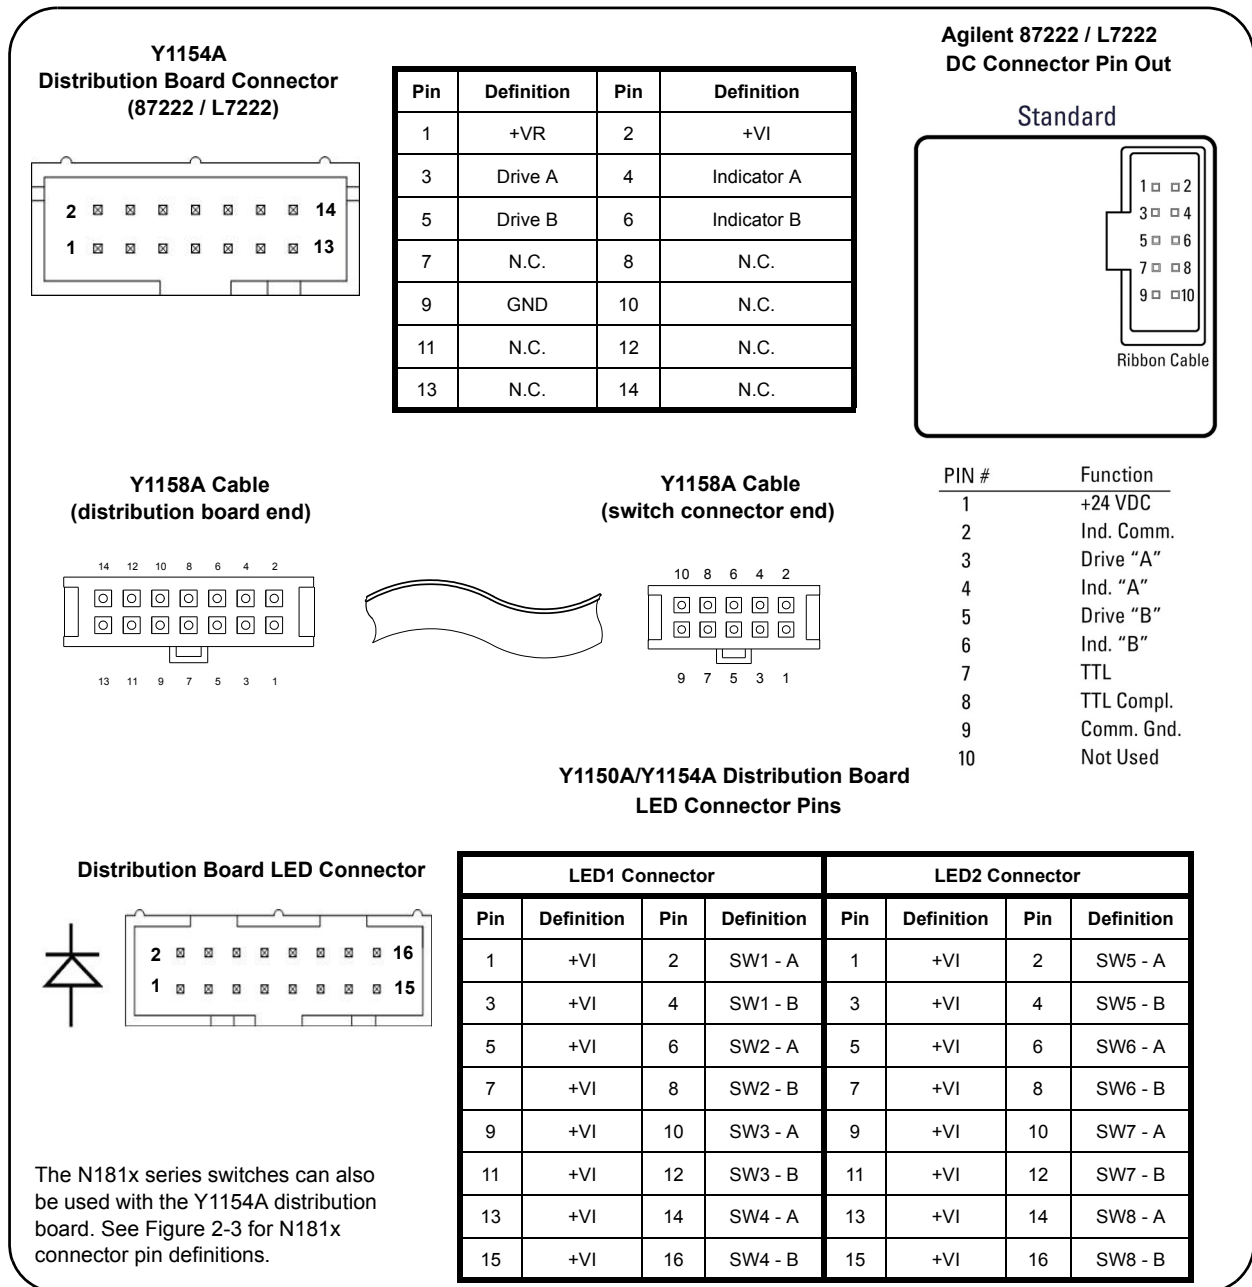 Y1154A
Distribution Board Connector
(87222 / L7222)
2 14
1 13
Pin Definition Pin Definition
1 +VR 2 +VI
3 Drive A 4 Indicator A
5 Drive B 6 Indicator B
7 N.C. 8 N.C.
9 GND 10 N.C.
11 N.C. 12 N.C.
13 N.C. 14 N.C.
Agilent 87222 / L7222
DC Connector Pin Out
Standard
1 2
3 4
5 6
7 8
9 10
Ribbon Cable
Y1158A Cable
(distribution board end)
14 12 10 8 6 4 2
13 11 9 7 5 3 1
Y1158A Cable
(switch connector end)
10 8 6 4 2
9 7 5 3 1
PIN # Function
1 +24 VDC
2 Ind. Comm.
3 Drive “A”
4 Ind. “A”
5 Drive “B”
6 Ind. “B”
7 TTL
8 TTL Compl.
9 Comm. Gnd.
10 Not Used
Y1150A/Y1154A Distribution Board
LED Connector Pins
Distribution Board LED Connector
2 16
1 15
LED1 Connector LED2 Connector
Pin Definition Pin Definition Pin Definition Pin Definition
1 +VI 2 SW1 - A 1 +VI 2 SW5 - A
3 +VI 4 SW1 - B 3 +VI 4 SW5 - B
5 +VI 6 SW2 - A 5 +VI 6 SW6 - A
7 +VI 8 SW2 - B 7 +VI 8 SW6 - B
9 +VI 10 SW3 - A 9 +VI 10 SW7 - A
11 +VI 12 SW3 - B 11 +VI 12 SW7 - B
13 +VI 14 SW4 - A 13 +VI 14 SW8 - A
15 +VI 16 SW4 - B 15 +VI 16 SW8 - B
The N181x series switches can also
be used with the Y1154A distribution
board. See Figure 2-3 for N181x
connector pin definitions.